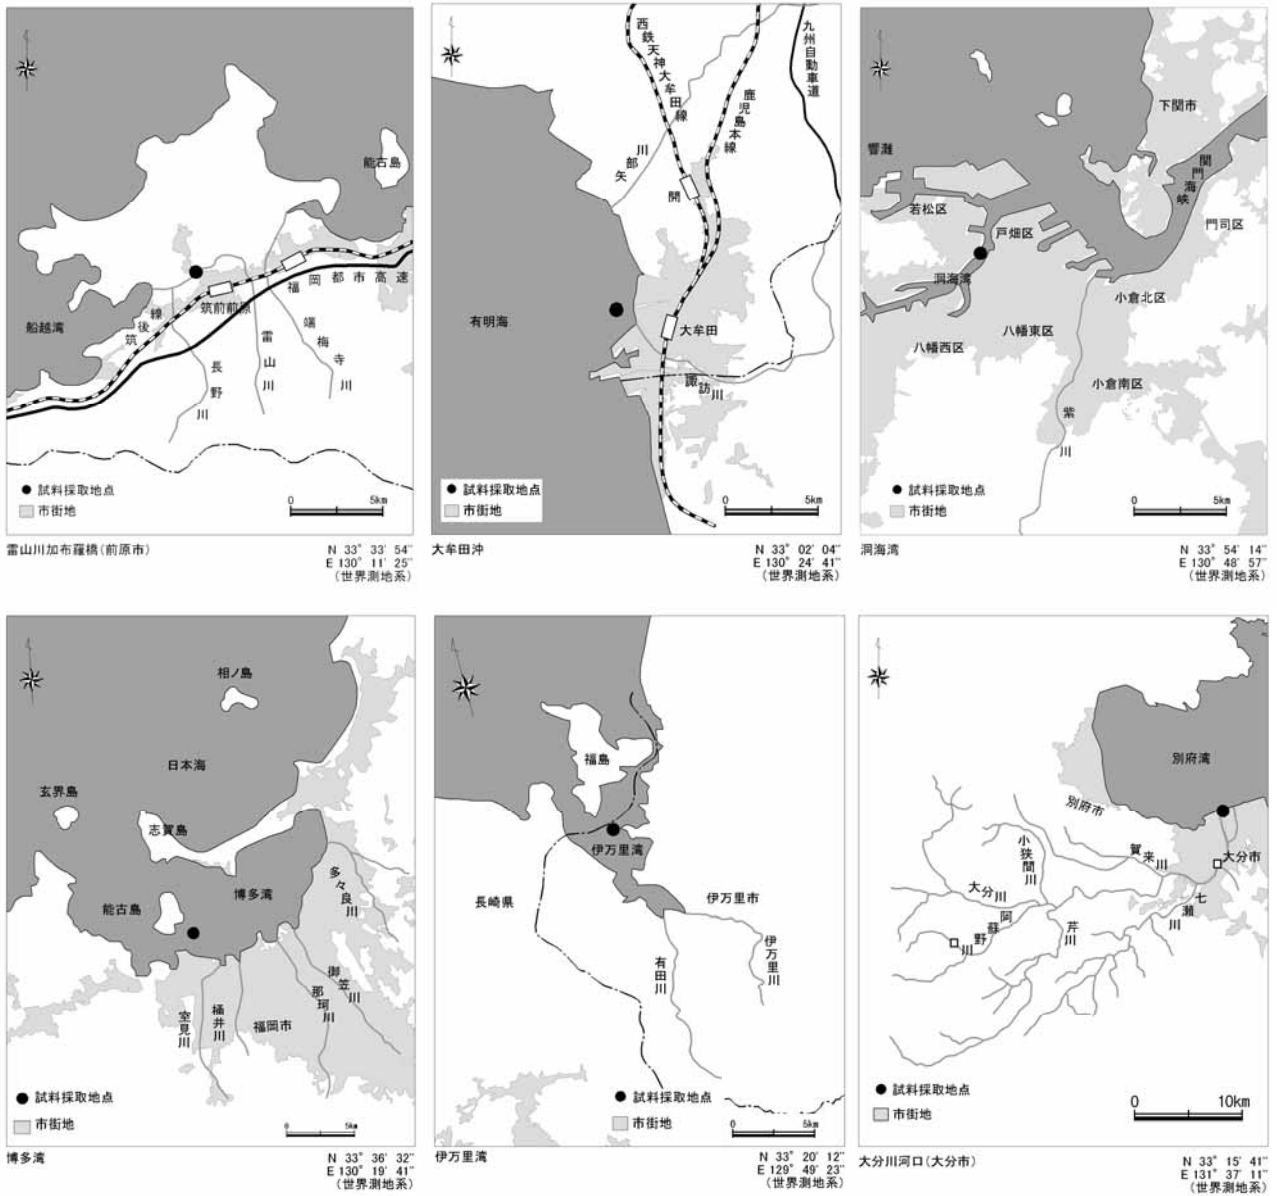 能古島
船越湾
筑後線
筑前前原
福岡都市高速
長野川
雷山川
瑞梅寺川
試料採取地点
市街地
0 5km
雷山川加布羅橋(前原市)
N 33° 33′ 54″
E 130° 11′ 25″
(世界測地系)
西鉄天神大牟田線
鹿児島本線
九州自動車道
矢部川
開
有明海
大牟田
諏訪川
試料採取地点
市街地
0 5km
大牟田沖
N 33° 02′ 04″
E 130° 24′ 41″
(世界測地系)
下関市
響灘
関門海峡
若松区
戸畑区
門司区
洞海湾
小倉北区
八幡東区
八幡西区
小倉南区
紫川
試料採取地点
市街地
0 5km
洞海湾
N 33° 54′ 14″
E 130° 48′ 57″
(世界測地系)
相ノ島
日本海
玄界島
志賀島
多々良川
博多湾
能古島
御笠川
那珂川
室見川
樋井川
福岡市
試料採取地点
市街地
0 5km
博多湾
N 33° 36′ 32″
E 130° 19′ 41″
(世界測地系)
福島
伊万里湾
長崎県
伊万里市
伊万里川
有田川
試料採取地点
市街地
0 5km
伊万里湾
N 33° 20′ 12″
E 129° 49′ 23″
(世界測地系)
別府湾
別府市
小狭間川
賀来川
大分市
大分川
七瀬川
阿蘇野川
芹川
試料採取地点
市街地
0 10km
大分川河口(大分市)
N 33° 15′ 41″
E 131° 37′ 11″
(世界測地系)